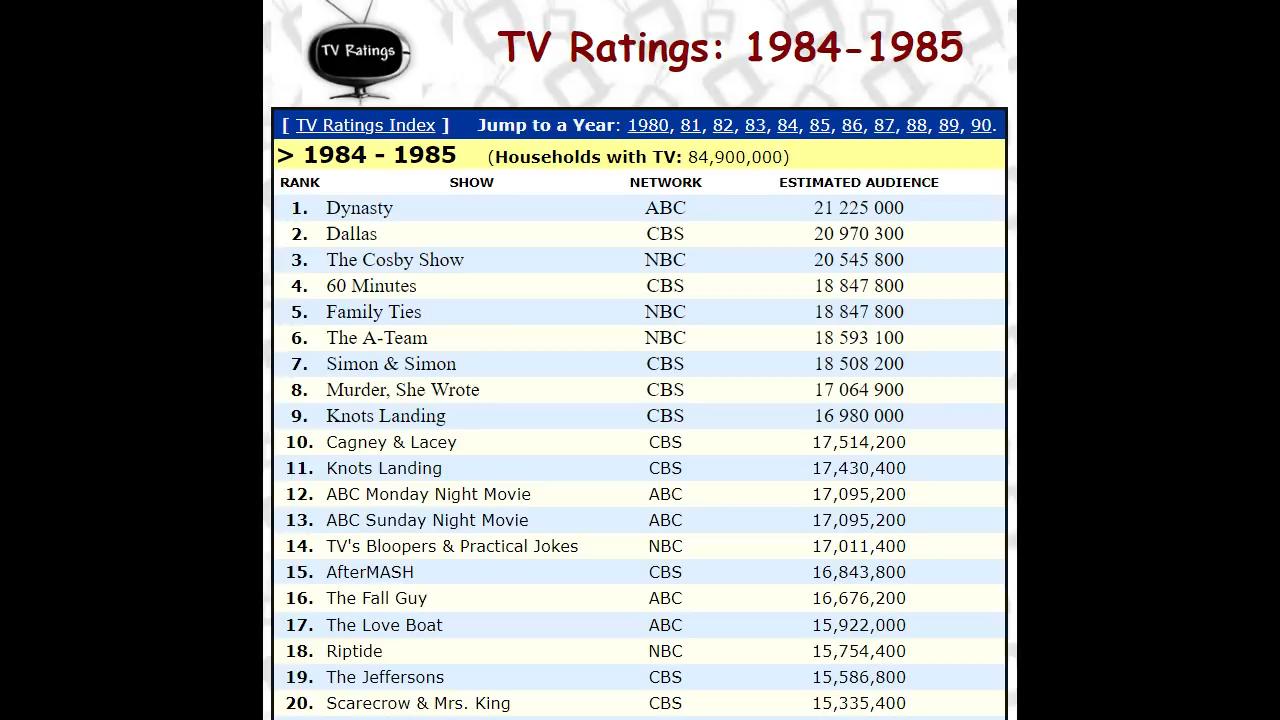 TV Ratings
TV Ratings: 1984-1985
[ TV Ratings Index ] Jump to a Year: 1980, 81, 82, 83, 84, 85, 86, 87, 88, 89, 90.
> 1984 - 1985 (Households with TV: 84,900,000)
RANK SHOW NETWORK ESTIMATED AUDIENCE
1. Dynasty ABC 21 225 000
2. Dallas CBS 20 970 300
3. The Cosby Show NBC 20 545 800
4. 60 Minutes CBS 18 847 800
5. Family Ties NBC 18 847 800
6. The A-Team NBC 18 593 100
7. Simon & Simon CBS 18 508 200
8. Murder, She Wrote CBS 17 064 900
9. Knots Landing CBS 16 980 000
10. Cagney & Lacey CBS 17,514,200
11. Knots Landing CBS 17,430,400
12. ABC Monday Night Movie ABC 17,095,200
13. ABC Sunday Night Movie ABC 17,095,200
14. TV's Bloopers & Practical Jokes NBC 17,011,400
15. AfterMASH CBS 16,843,800
16. The Fall Guy ABC 16,676,200
17. The Love Boat ABC 15,922,000
18. Riptide NBC 15,754,400
19. The Jeffersons CBS 15,586,800
20. Scarecrow & Mrs. King CBS 15,335,400